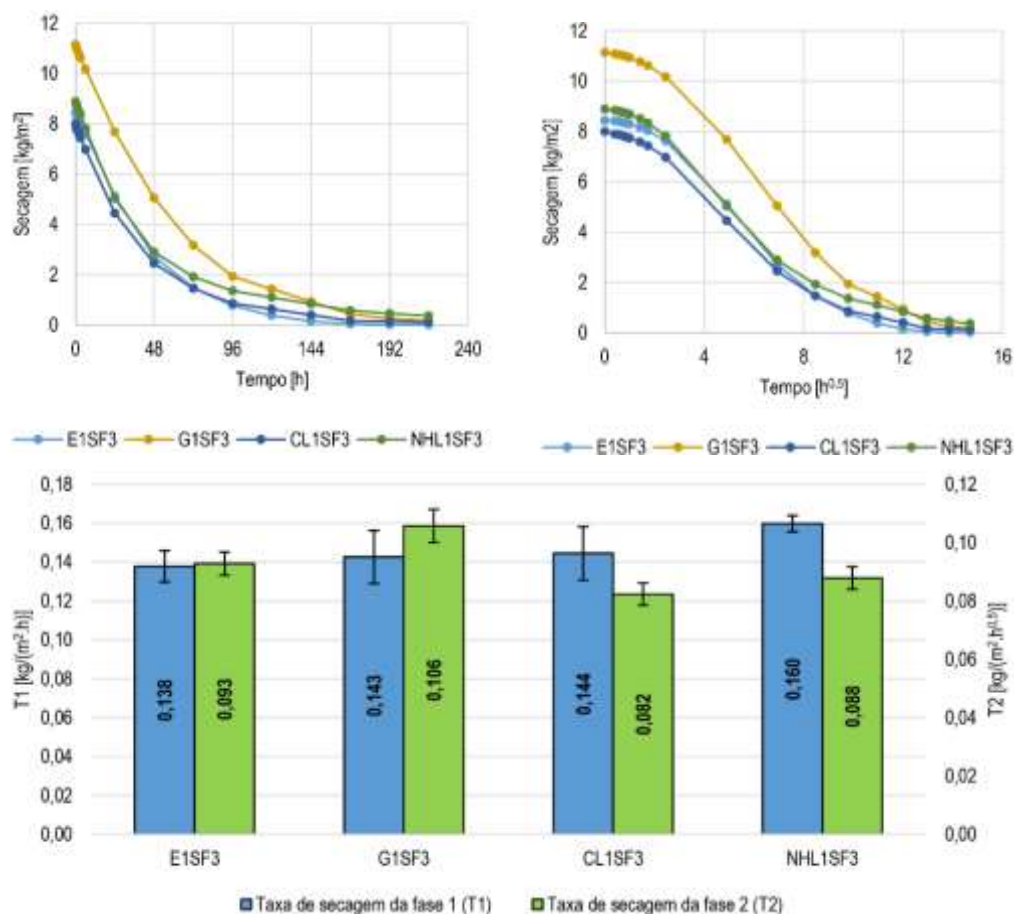 12
10
8
6
4
2
0
Secagem [kg/m²]
0 48 96 144 192 240
Tempo [h]
E1SF3 G1SF3 CL1SF3 NHL1SF3
12
10
8
6
4
2
0
Secagem [kg/m2]
0 4 8 12 16
Tempo [h⁰,⁵]
E1SF3 G1SF3 CL1SF3 NHL1SF3
0,18
0,16
0,14
0,12
0,10
0,08
0,06
0,04
0,02
0,00
T1 [kg/(m².h)]
0,138 0,093 0,143 0,106 0,144 0,082 0,160 0,088
0,12
0,10
0,08
0,06
0,04
0,02
0,00
T2 [kg/(m².h⁰,⁵)]
E1SF3 G1SF3 CL1SF3 NHL1SF3
Taxa de secagem da fase 1 (T1) Taxa de secagem da fase 2 (T2)